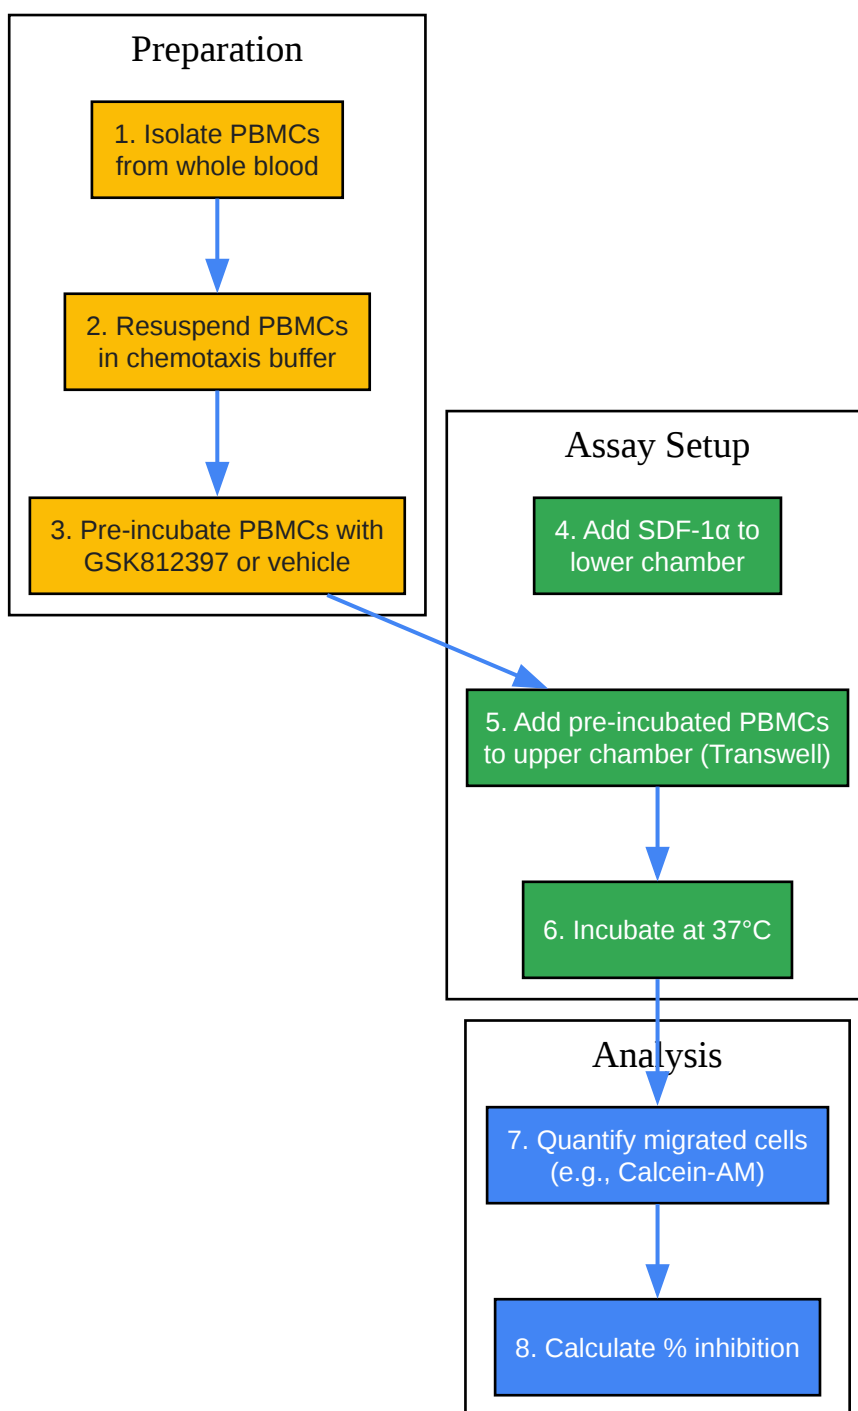 Preparation
1. Isolate PBMCs
from whole blood
2. Resuspend PBMCs
in chemotaxis buffer
3. Pre-incubate PBMCs with
GSK812397 or vehicle
Assay Setup
4. Add SDF-1α to
lower chamber
5. Add pre-incubated PBMCs
to upper chamber (Transwell)
6. Incubate at 37°C
Analysis
7. Quantify migrated cells
(e.g., Calcein-AM)
8. Calculate % inhibition